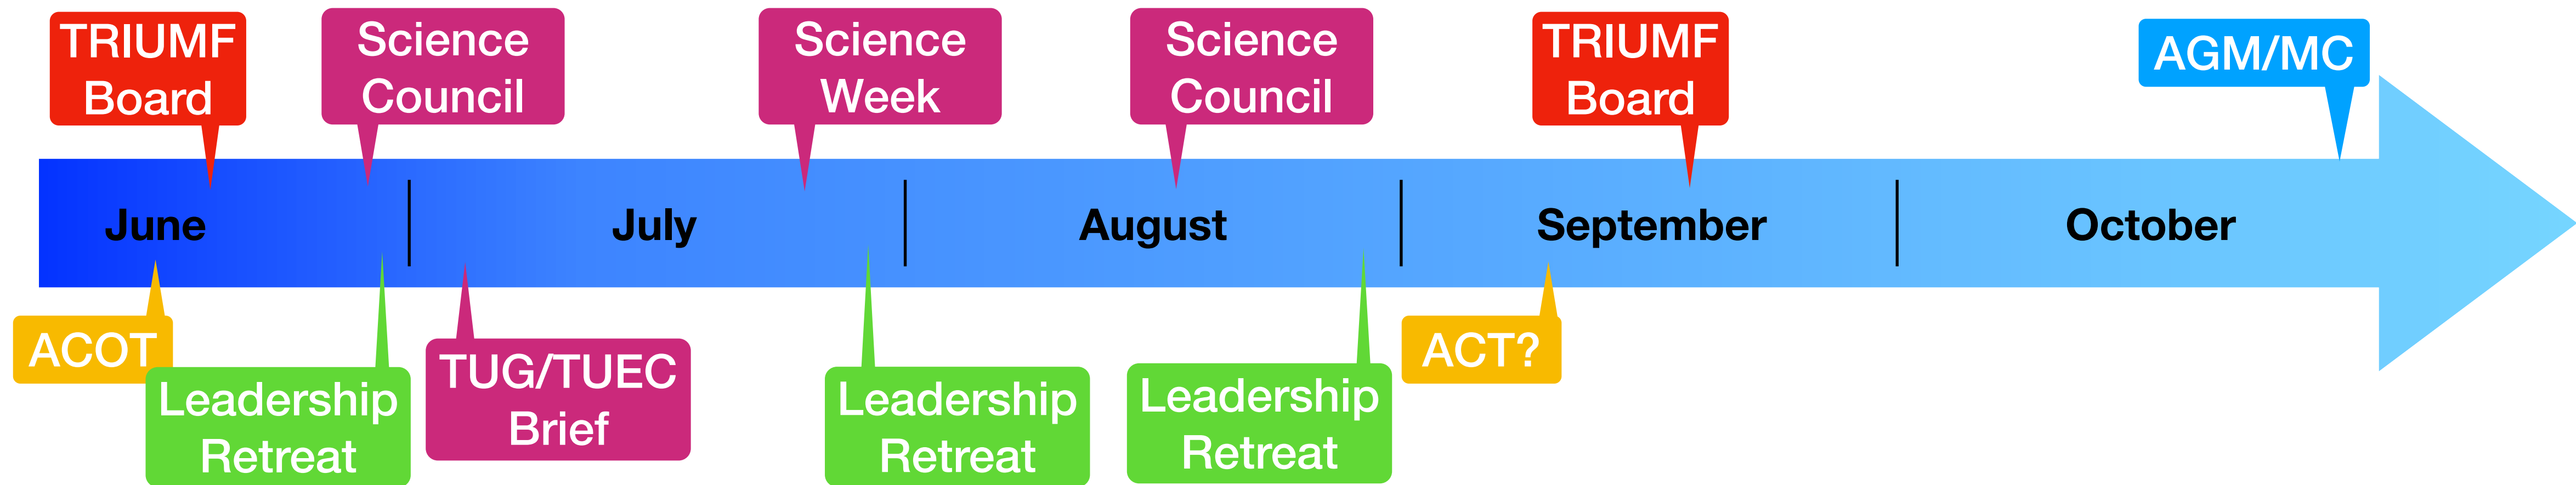 TRIUMF
Board
Science
Council
Science
Week
Science
Council
TRIUMF
Board
AGM/MC
June
July
August
September
October
ACOT
Leadership
Retreat
TUG/TUEC
Brief
Leadership
Retreat
Leadership
Retreat
ACT?